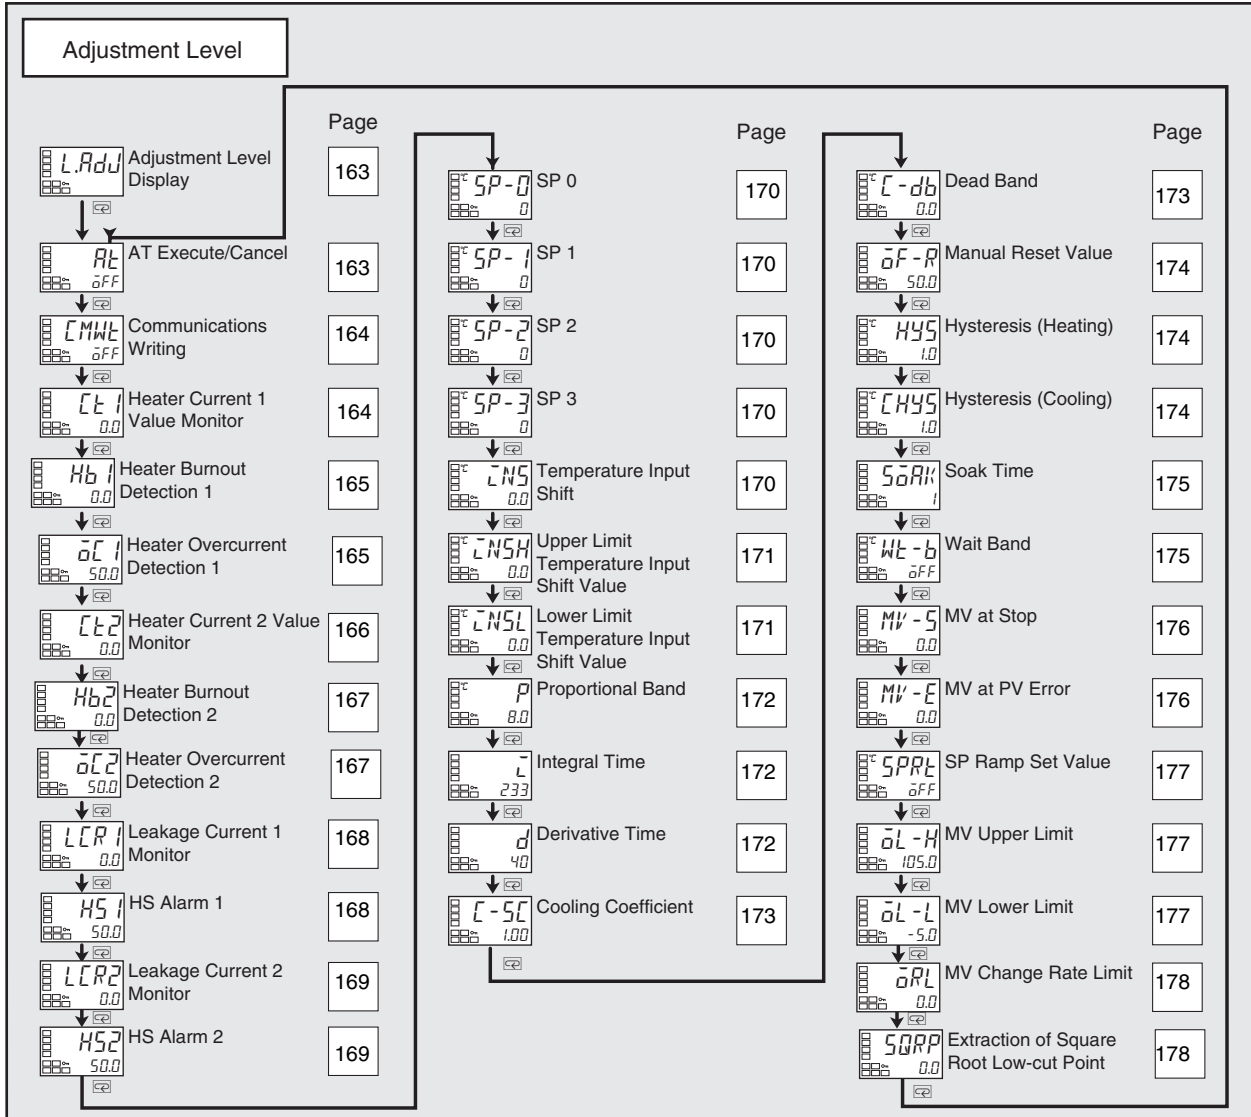 Adjustment Level
Page
L.AdJ
Adjustment Level
Display
163
At
oFF
AT Execute/Cancel
163
CMWt
oFF
Communications
Writing
164
Ct1
0.0
Heater Current 1
Value Monitor
164
Hb1
0.0
Heater Burnout
Detection 1
165
oC1
50.0
Heater Overcurrent
Detection 1
165
Ct2
0.0
Heater Current 2 Value
Monitor
166
Hb2
0.0
Heater Burnout
Detection 2
167
oC2
50.0
Heater Overcurrent
Detection 2
167
LCR1
0.0
Leakage Current 1
Monitor
168
HS1
50.0
HS Alarm 1
168
LCR2
0.0
Leakage Current 2
Monitor
169
HS2
50.0
HS Alarm 2
169
Page
°C
SP-0
0
SP 0
170
°C
SP-1
0
SP 1
170
°C
SP-2
0
SP 2
170
°C
SP-3
0
SP 3
170
°C
iNS
0.0
Temperature Input
Shift
170
°C
iNSH
0.0
Upper Limit
Temperature Input
Shift Value
171
°C
iNSL
0.0
Lower Limit
Temperature Input
Shift Value
171
°C
P
8.0
Proportional Band
172
i
233
Integral Time
172
d
40
Derivative Time
172
C-SC
1.00
Cooling Coefficient
173
Page
°C
C-db
0.0
Dead Band
173
oF-R
50.0
Manual Reset Value
174
°C
HYS
1.0
Hysteresis (Heating)
174
°C
CHYS
1.0
Hysteresis (Cooling)
174
SoAK
1
Soak Time
175
°C
Wt-b
oFF
Wait Band
175
MV-S
0.0
MV at Stop
176
MV-E
0.0
MV at PV Error
176
°C
SPRt
oFF
SP Ramp Set Value
177
oL-H
105.0
MV Upper Limit
177
oL-L
-5.0
MV Lower Limit
177
oRL
0.0
MV Change Rate Limit
178
SQRP
0.0
Extraction of Square
Root Low-cut Point
178